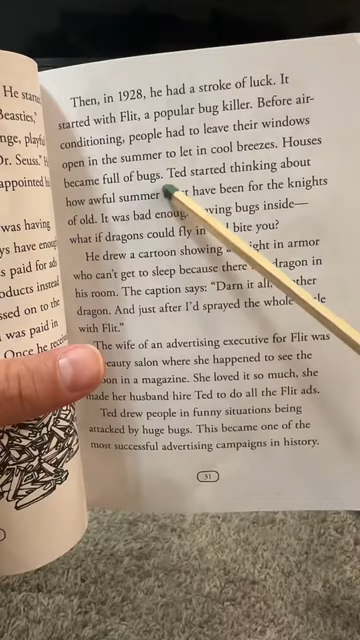 He starte
Beasties,"
nge, playfu
Dr. Seuss." H
appointed hi
was having
ys have enoug
s paid for ads
oducts instead
ssed on to the
l was paid in
Once he rece
Then, in 1928, he had a stroke of luck. It
started with Flit, a popular bug killer. Before air-
conditioning, people had to leave their windows
open in the summer to let in cool breezes. Houses
became full of bugs. Ted started thinking about
how awful summer have been for the knights
of old. It was bad enoug ving bugs inside—
what if dragons could fly in d bite you?
He drew a cartoon showing ight in armor
who can't get to sleep because there dragon in
his room. The caption says: "Darn it all, ther
dragon. And just after I'd sprayed the whole le
with Flit."
The wife of an advertising executive for Flit was
beauty salon where she happened to see the
oon in a magazine. She loved it so much, she
made her husband hire Ted to do all the Flit ads.
Ted drew people in funny situations being
attacked by huge bugs. This became one of the
most successful advertising campaigns in history.
31